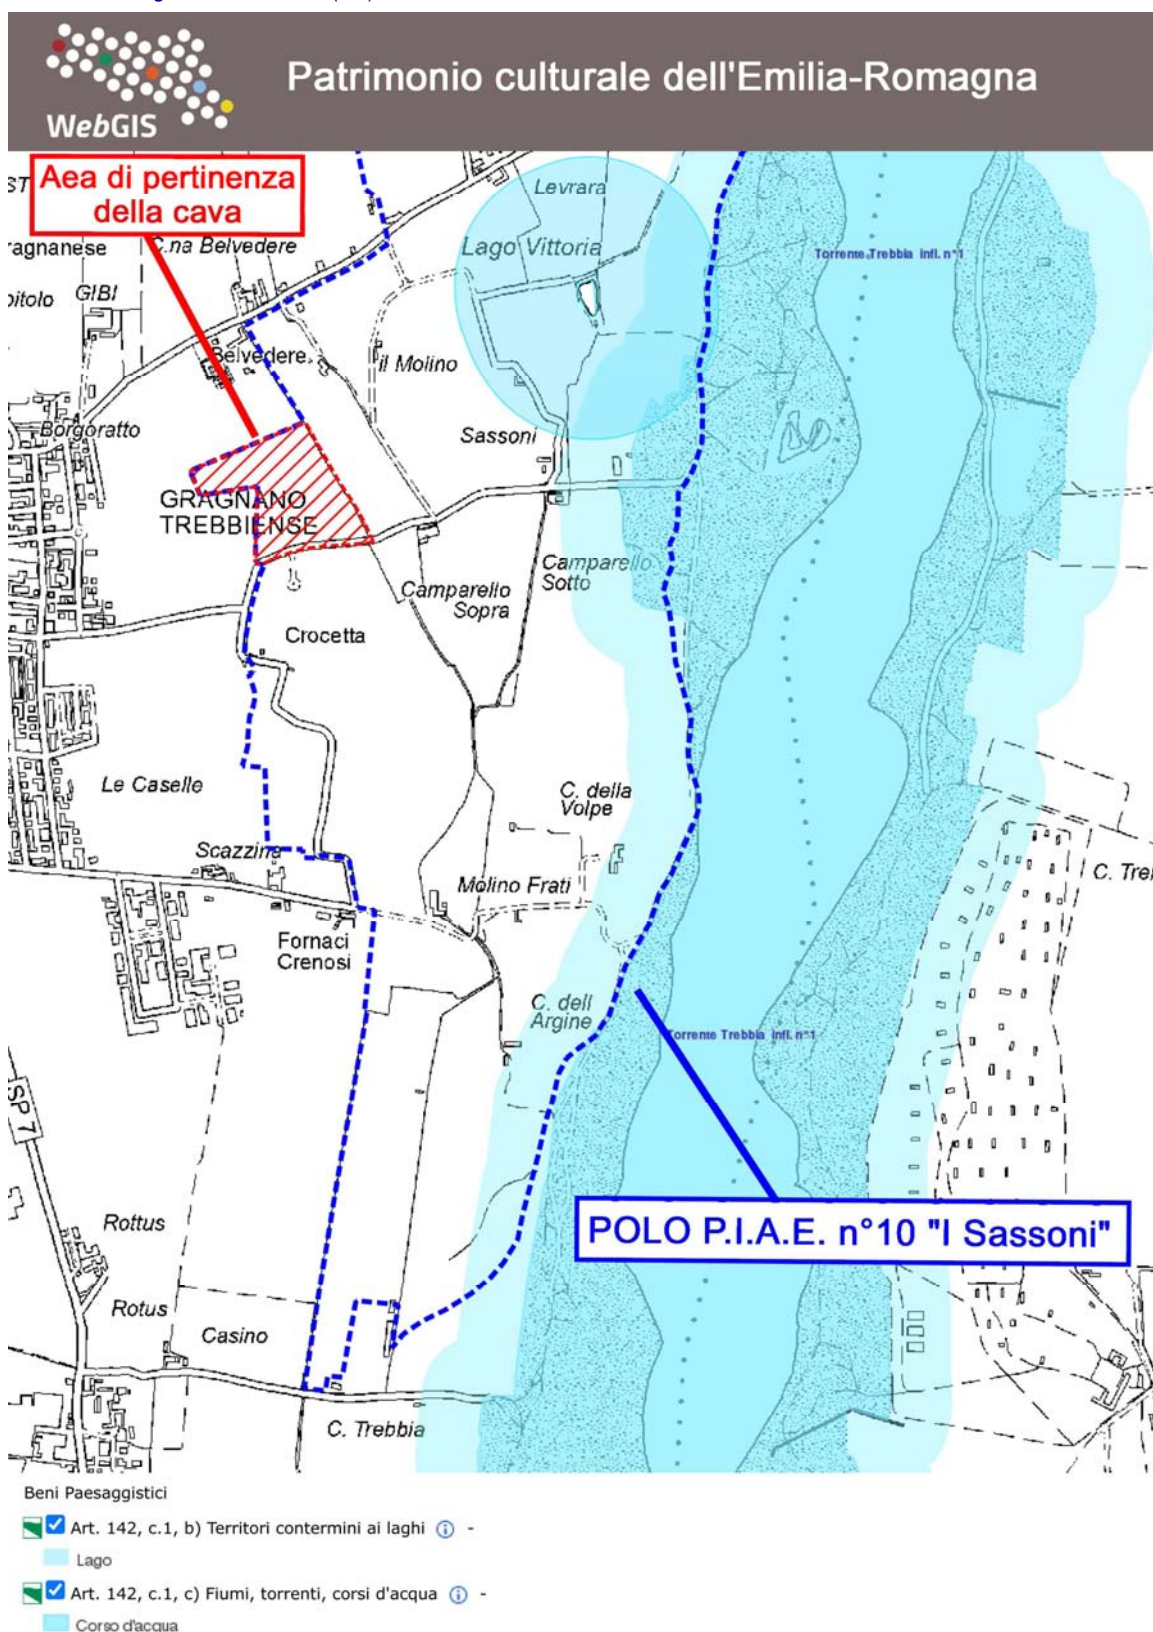 Patrimonio culturale dell'Emilia-Romagna
WebGIS
Aea di pertinenza
della cava
ST
agnanese
C.na Belvedere
pitolo
GIBI
Levrara
Lago Vittoria
Torrente Trebbia infl. n°1
Belvedere
il Molino
Borgoratto
Sassoni
GRAGNANO
TREBBIENSE
Camparello
Sotto
Camparello
Sopra
Crocetta
Le Caselle
C. della
Volpe
Scazzina
Molino Frati
C. Tre
Fornaci
Crenosi
C. dell
Argine
Torrente Trebbia infl. n°1
SP 7
POLO P.I.A.E. n°10 "I Sassoni"
Rottus
Rotus
Casino
C. Trebbia
Beni Paesaggistici
Art. 142, c.1, b) Territori contermini ai laghi
Lago
Art. 142, c.1, c) Fiumi, torrenti, corsi d'acqua
Corso d'acqua